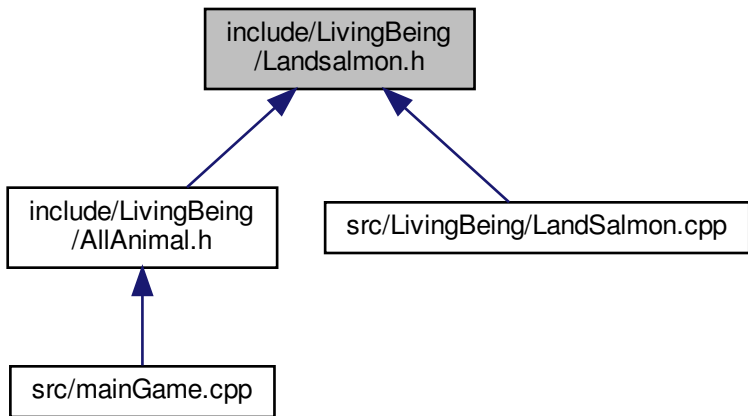 include/LivingBeing
/Landsalmon.h
include/LivingBeing
/AllAnimal.h
src/LivingBeing/LandSalmon.cpp
src/mainGame.cpp